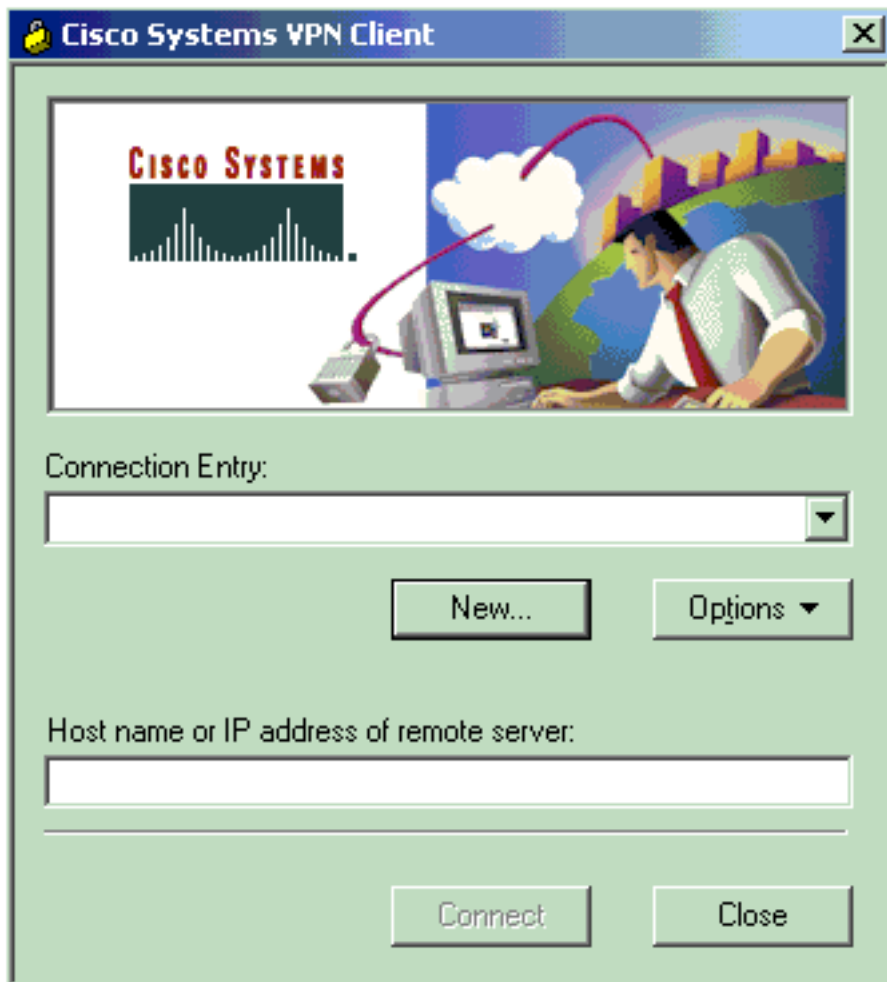 Cisco Systems VPN Client
CISCO SYSTEMS
Connection Entry:
New...
Options
Host name or IP address of remote server:
Connect
Close